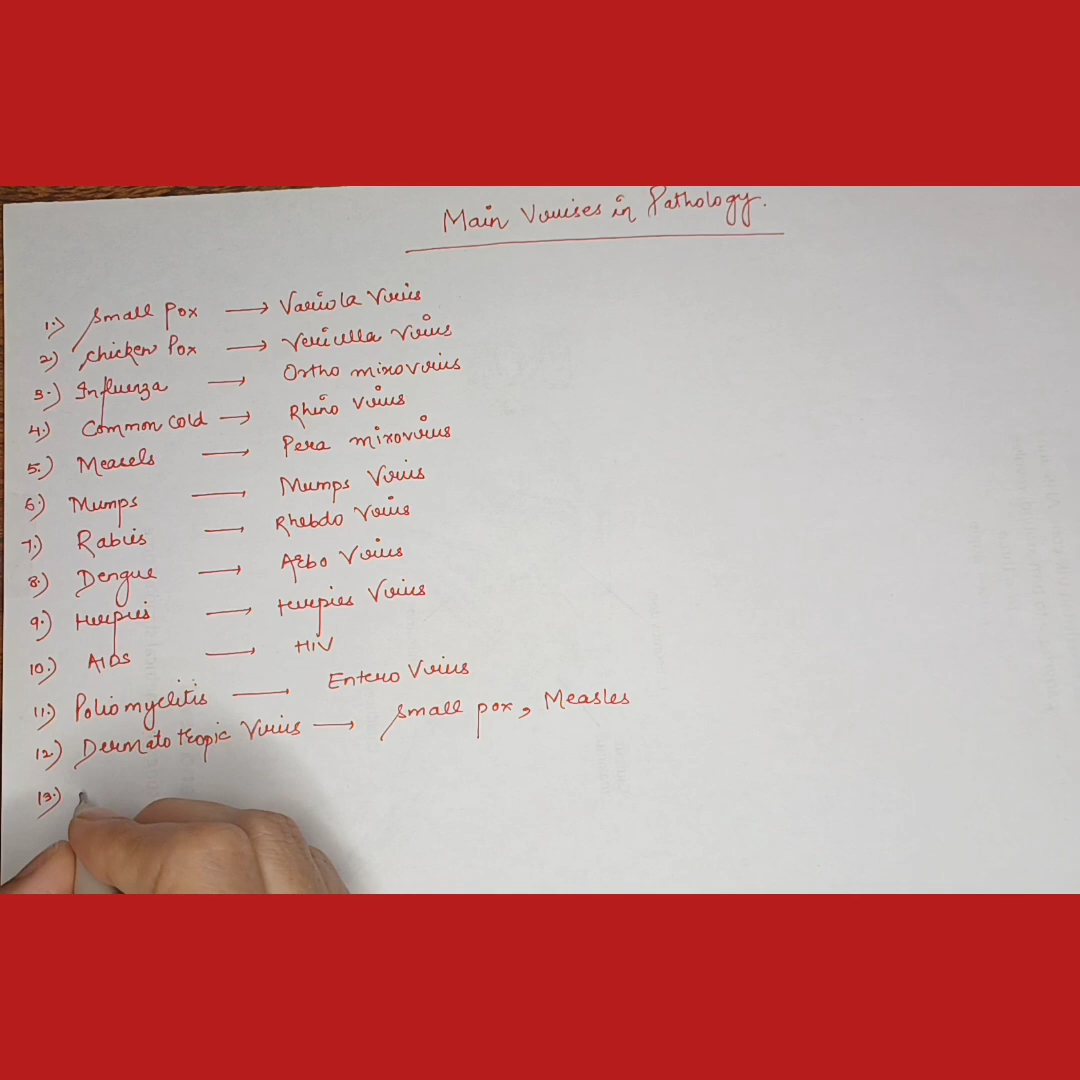 Main Viruses in Pathology.
1.) Small Pox → Variola Virus
2) Chicken Pox → Vericella Virus
3.) Influenza → Ortho mixovirus
4.) Common Cold → Rhino virus
5.) Measels → Pera mixovirus
6.) Mumps → Mumps Virus
7.) Rabies → Rhebdo Virus
8.) Dengue → Arbo Virus
9.) Herpies → Herpies Virus
10.) AIDS → HIV
11.) Poliomyelitis → Entero Virus
12.) Dermatotropic Virus → Small pox, Measles
13.)